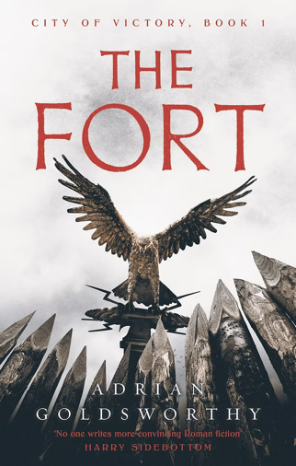 CITY OF VICTORY, BOOK 1
THE
FORT
ADRIAN
GOLDSWORTHY
'No one writes more convincing Roman fiction'
HARRY SIDEBOTTOM